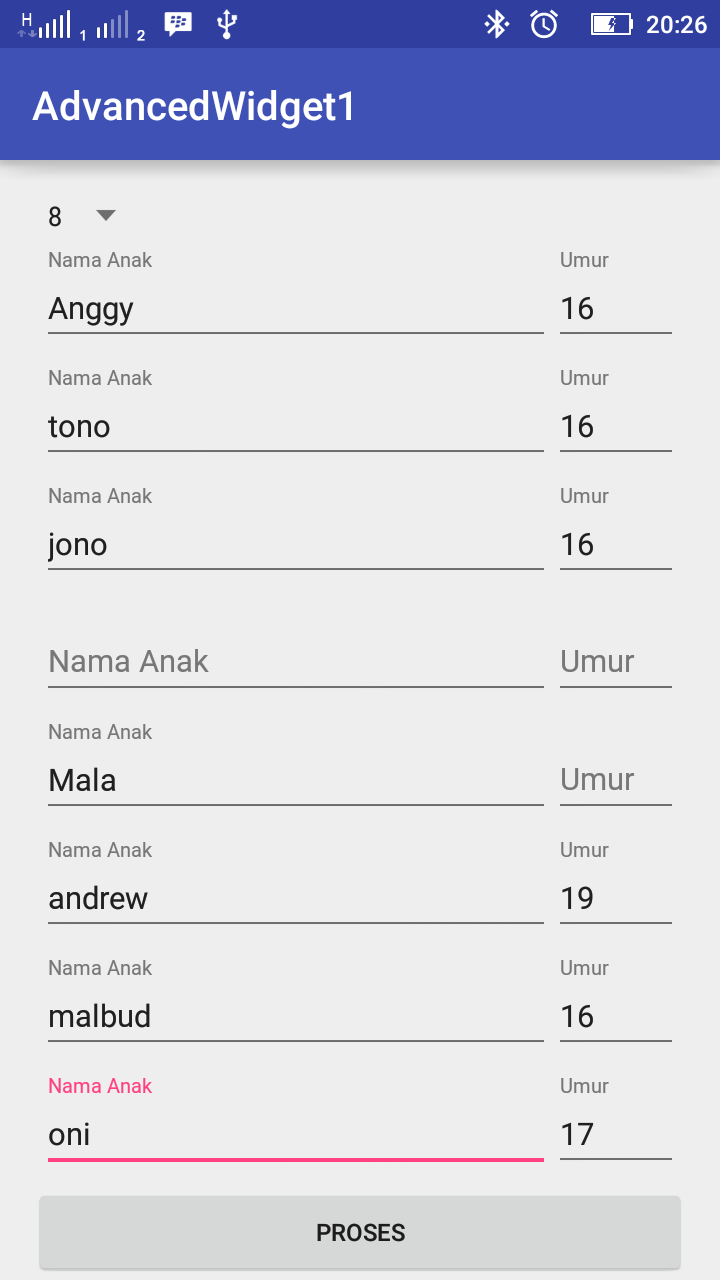 H 1 2 20:26
AdvancedWidget1
8
Nama Anak Umur
Anggy 16
Nama Anak Umur
tono 16
Nama Anak Umur
jono 16
Nama Anak Umur
Nama Anak
Mala Umur
Nama Anak Umur
andrew 19
Nama Anak Umur
malbud 16
Nama Anak Umur
oni 17
PROSES